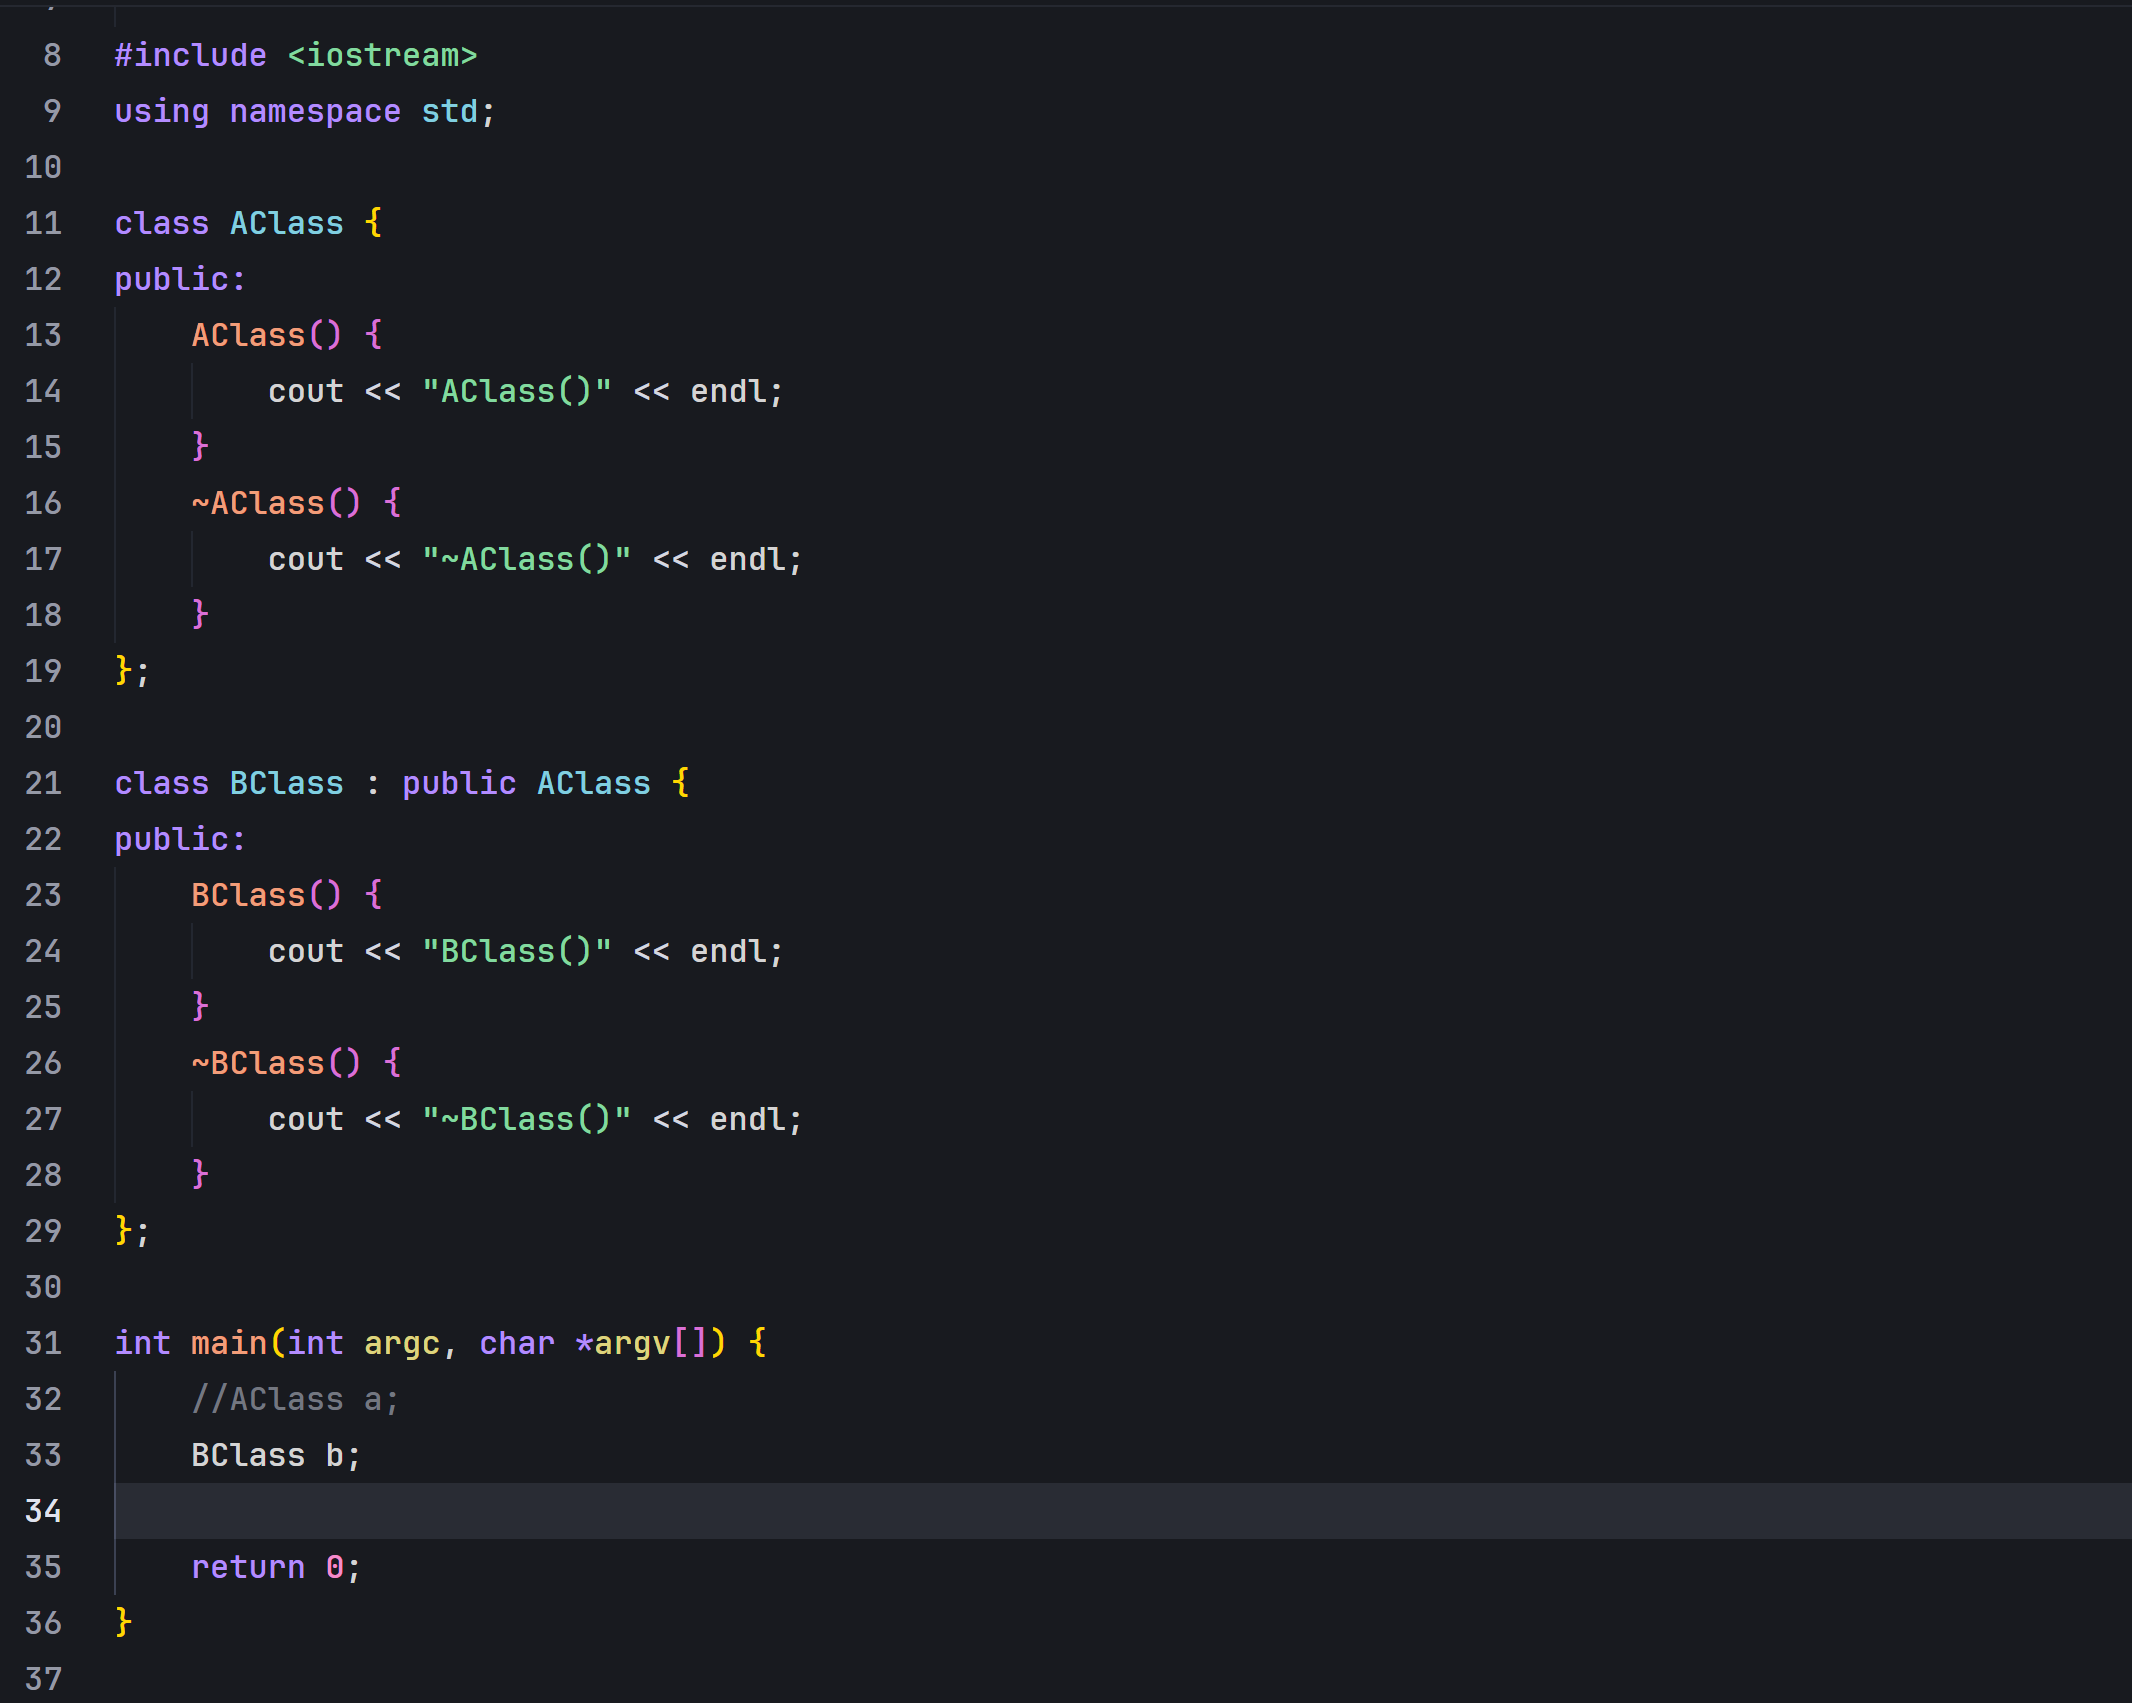 8 #include <iostream>
9 using namespace std;
10
11 class AClass {
12 public:
13     AClass() {
14         cout << "AClass()" << endl;
15     }
16     ~AClass() {
17         cout << "~AClass()" << endl;
18     }
19 };
20
21 class BClass : public AClass {
22 public:
23     BClass() {
24         cout << "BClass()" << endl;
25     }
26     ~BClass() {
27         cout << "~BClass()" << endl;
28     }
29 };
30
31 int main(int argc, char *argv[]) {
32     //AClass a;
33     BClass b;
34
35     return 0;
36 }
37